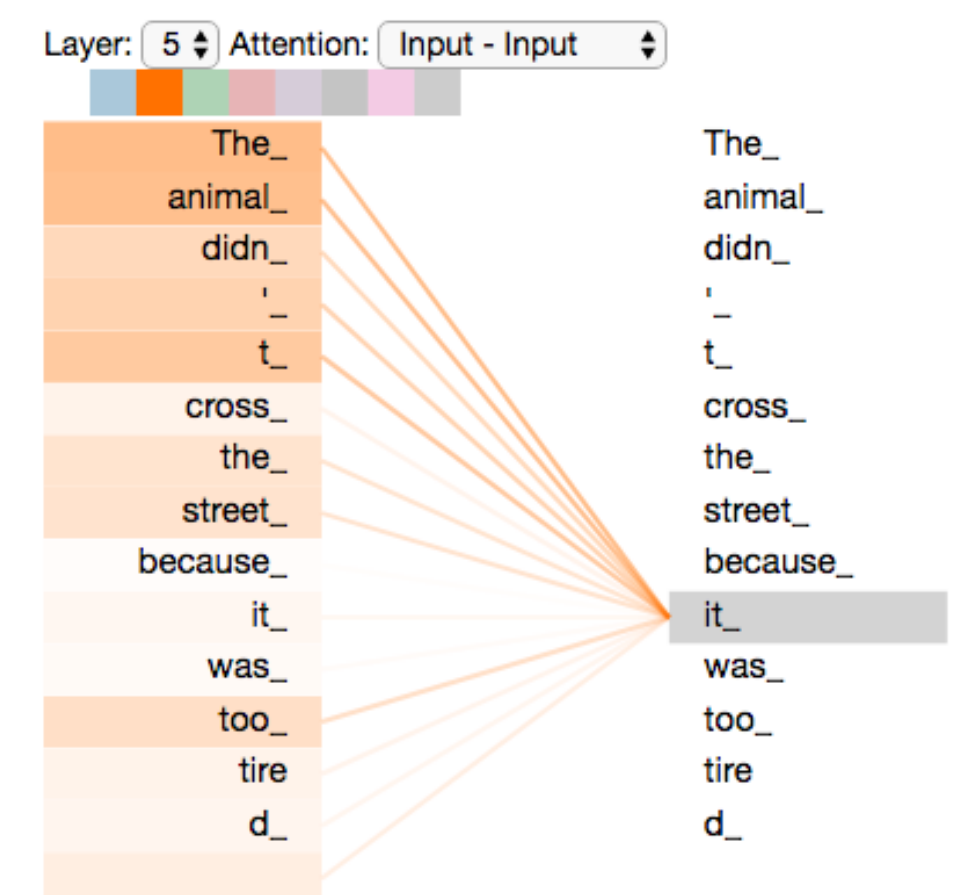 Layer: 5 Attention: Input - Input
The_ The_
animal_ animal_
didn_ didn_
'_ '_
t_ t_
cross_ cross_
the_ the_
street_ street_
because_ because_
it_ it_
was_ was_
too_ too_
tire tire
d_ d_